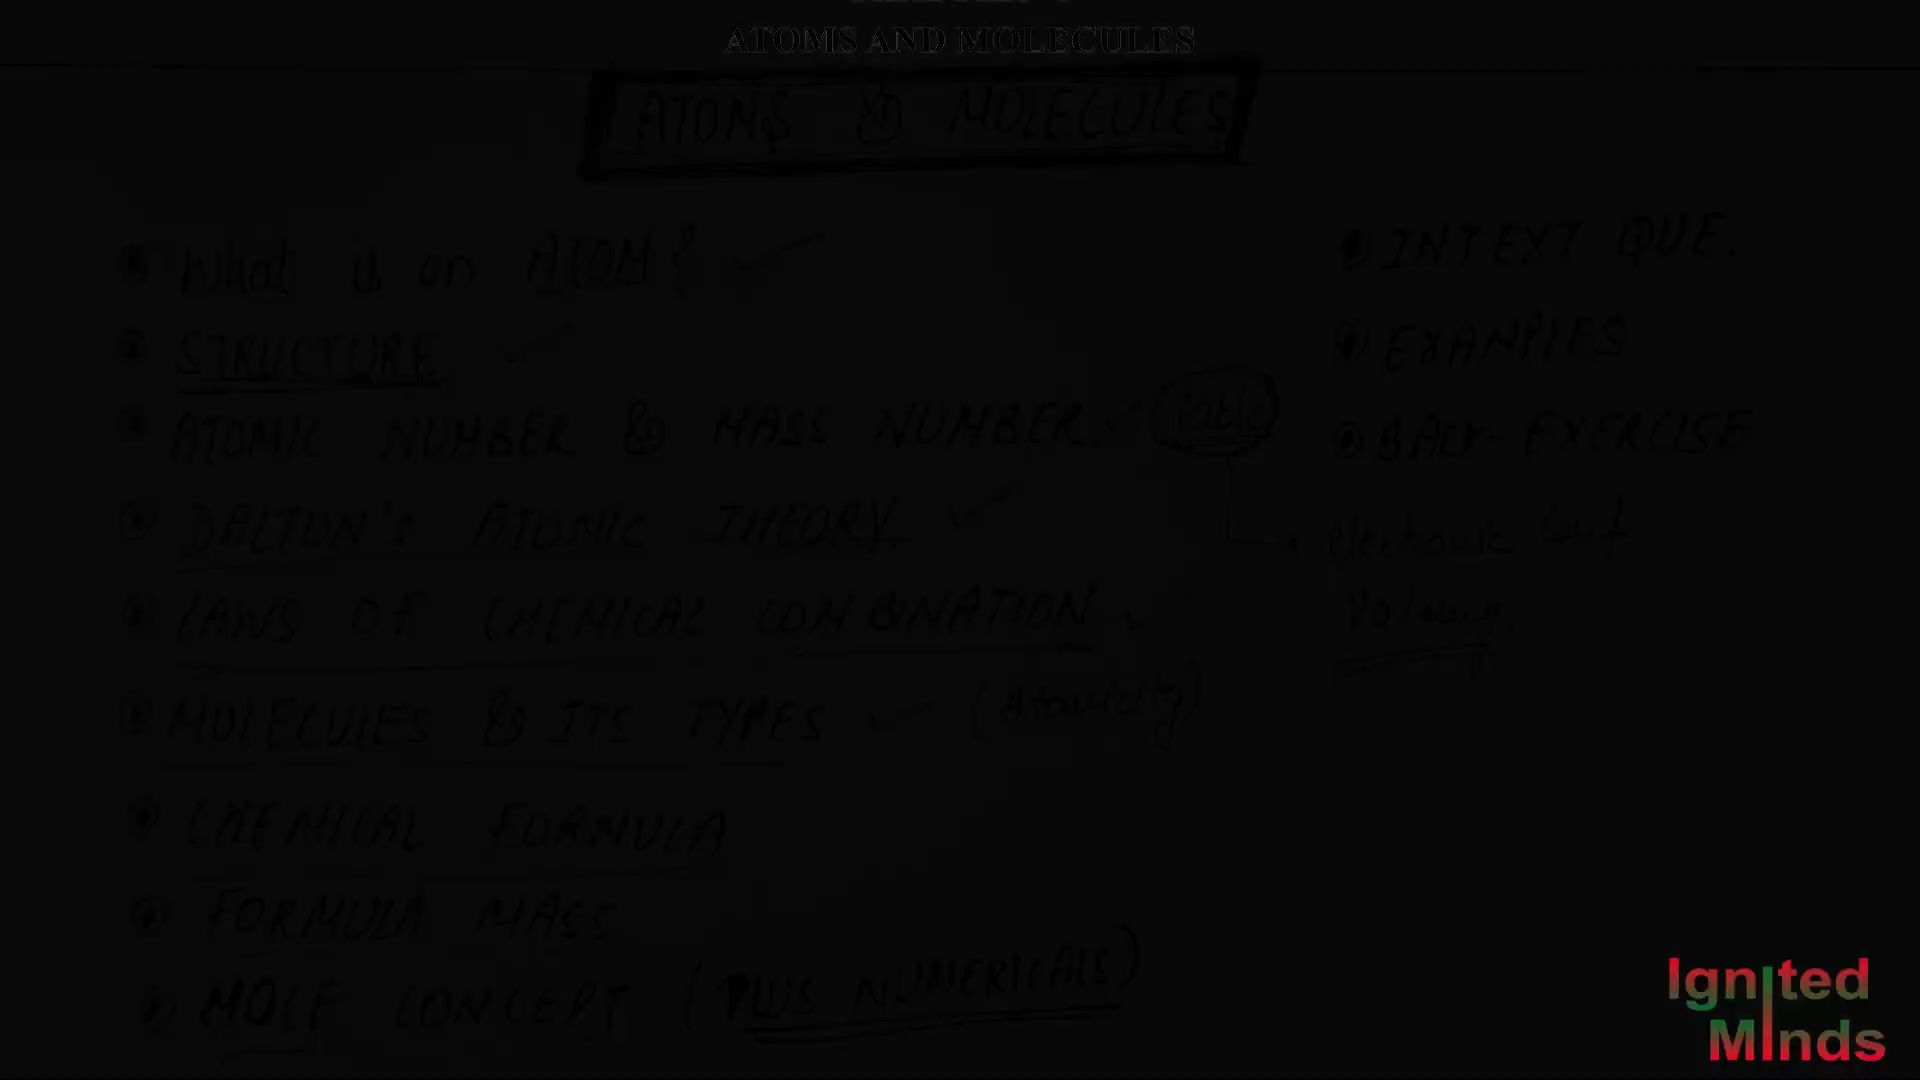 ATOMS AND MOLECULES
ATOMS & MOLECULES
What is an ATOM ?
STRUCTURE
ATOMIC NUMBER & MASS NUMBER Table
DALTON'S ATOMIC THEORY
LAWS OF CHEMICAL COMBINATION
MOLECULES & ITS TYPES (Atomicity)
CHEMICAL FORMULA
FORMULA MASS
MOLE CONCEPT (PLUS NUMERICALS)
INTEXT QUE.
EXAMPLES
BACK-EXERCISE
Valency.
Ignited
Minds